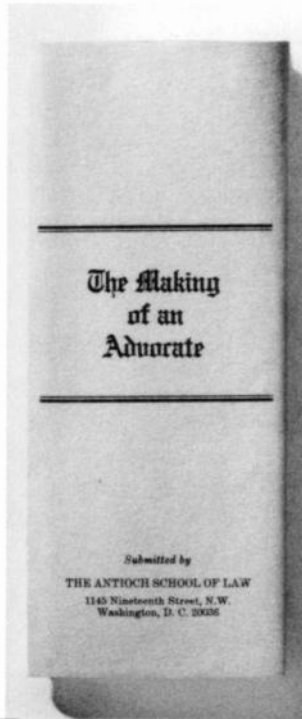 The Making
of an
Advocate
Submitted by
THE ANTIOCH SCHOOL OF LAW
1145 Nineteenth Street, N.W.
Washington, D. C. 20036